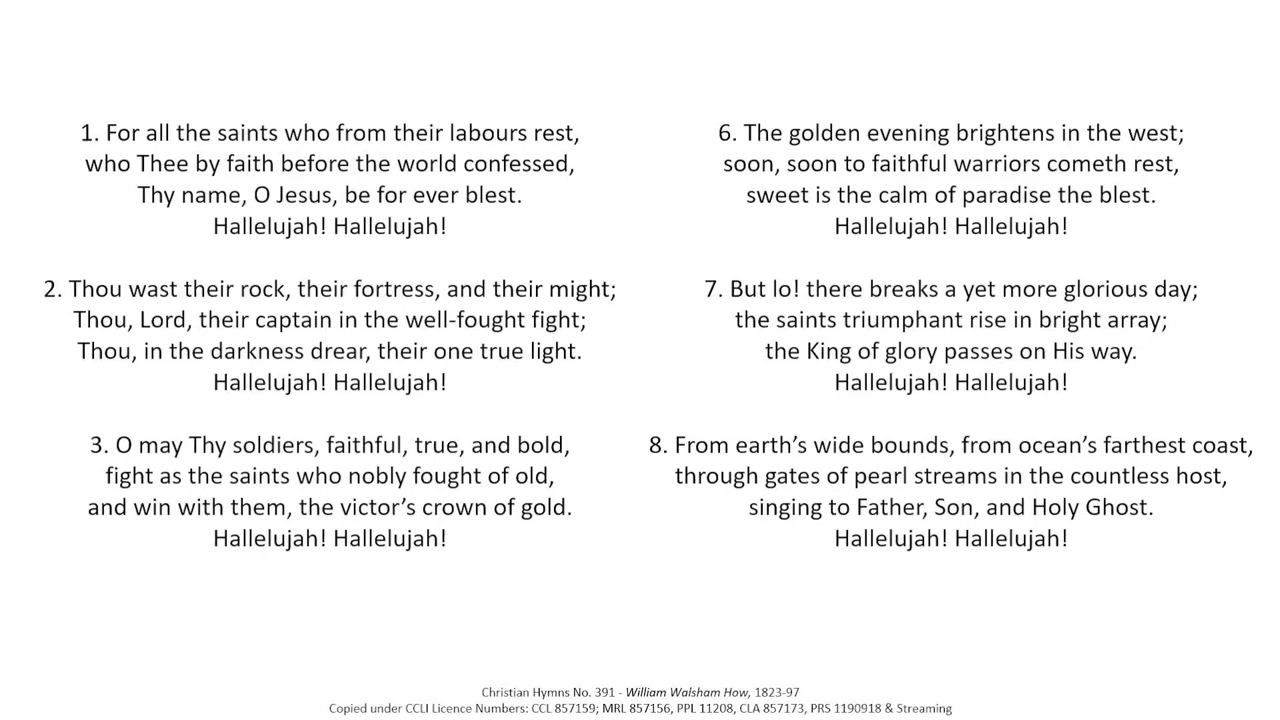 1. For all the saints who from their labours rest,
who Thee by faith before the world confessed,
Thy name, O Jesus, be for ever blest.
Hallelujah! Hallelujah!
2. Thou wast their rock, their fortress, and their might;
Thou, Lord, their captain in the well-fought fight;
Thou, in the darkness drear, their one true light.
Hallelujah! Hallelujah!
3. O may Thy soldiers, faithful, true, and bold,
fight as the saints who nobly fought of old,
and win with them, the victor’s crown of gold.
Hallelujah! Hallelujah!
6. The golden evening brightens in the west;
soon, soon to faithful warriors cometh rest,
sweet is the calm of paradise the blest.
Hallelujah! Hallelujah!
7. But lo! there breaks a yet more glorious day;
the saints triumphant rise in bright array;
the King of glory passes on His way.
Hallelujah! Hallelujah!
8. From earth’s wide bounds, from ocean’s farthest coast,
through gates of pearl streams in the countless host,
singing to Father, Son, and Holy Ghost.
Hallelujah! Hallelujah!
Christian Hymns No. 391 - William Walsham How, 1823-97
Copied under CCLI Licence Numbers: CCL 857159; MRL 857156, PPL 11208, CLA 857173, PRS 1190918 & Streaming